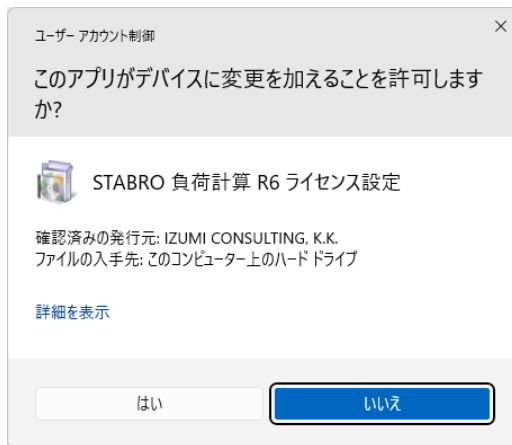 ユーザー アカウント制御
このアプリがデバイスに変更を加えることを許可します
か?
STABRO 負荷計算 R6 ライセンス設定
確認済みの発行元: IZUMI CONSULTING, K.K.
ファイルの入手先: このコンピューター上のハード ドライブ
詳細を表示
はい
いいえ